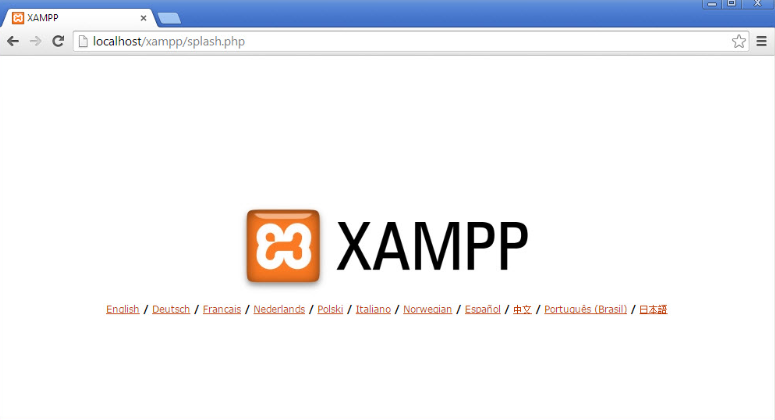 XAMPP
localhost/xampp/splash.php
XAMPP
English / Deutsch / Francais / Nederlands / Polski / Italiano / Norwegian / Español / 中文 / Português (Brasil) / 日本語